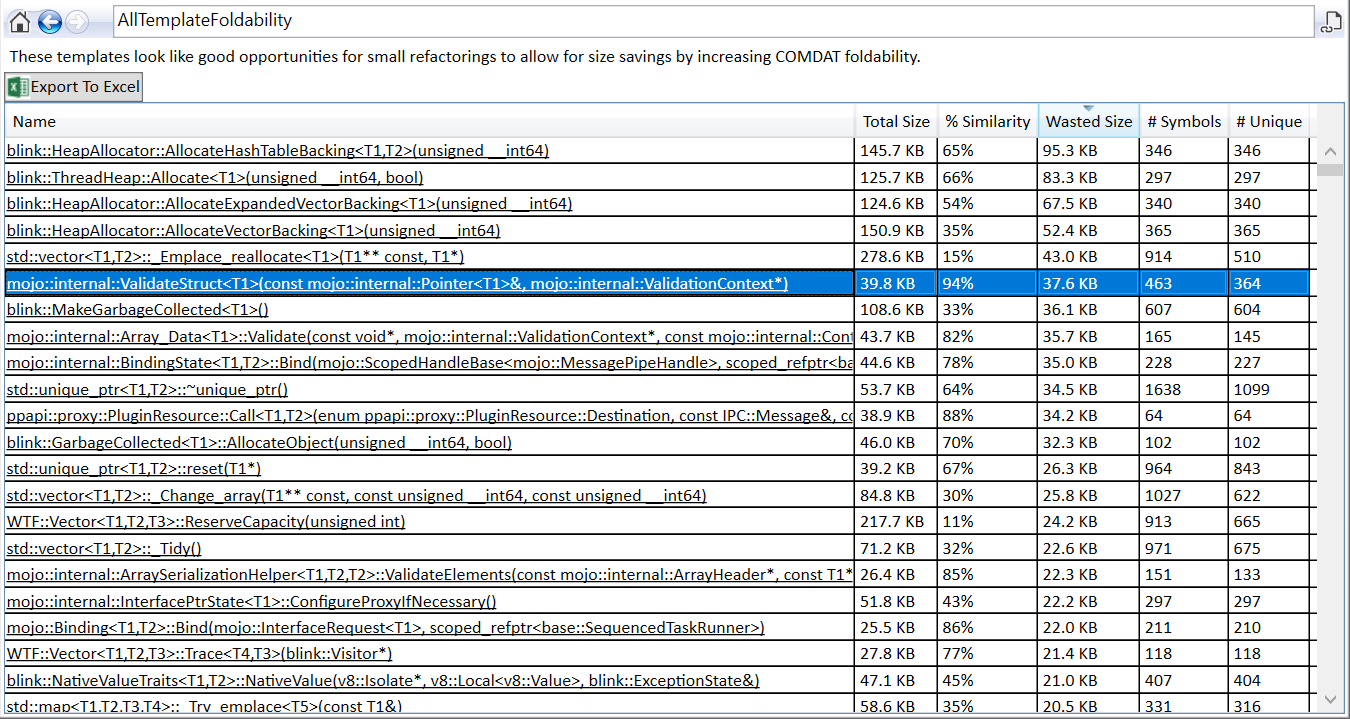 AllTemplateFoldability
These templates look like good opportunities for small refactorings to allow for size savings by increasing COMDAT foldability.
Export To Excel
Name Total Size % Similarity Wasted Size # Symbols # Unique
blink::HeapAllocator::AllocateHashTableBacking<T1,T2>(unsigned __int64) 145.7 KB 65% 95.3 KB 346 346
blink::ThreadHeap::Allocate<T1>(unsigned __int64, bool) 125.7 KB 66% 83.3 KB 297 297
blink::HeapAllocator::AllocateExpandedVectorBacking<T1>(unsigned __int64) 124.6 KB 54% 67.5 KB 340 340
blink::HeapAllocator::AllocateVectorBacking<T1>(unsigned __int64) 150.9 KB 35% 52.4 KB 365 365
std::vector<T1,T2>::_Emplace_reallocate<T1>(T1** const, T1*) 278.6 KB 15% 43.0 KB 914 510
mojo::internal::ValidateStruct<T1>(const mojo::internal::Pointer<T1>&, mojo::internal::ValidationContext*) 39.8 KB 94% 37.6 KB 463 364
blink::MakeGarbageCollected<T1>() 108.6 KB 33% 36.1 KB 607 604
mojo::internal::Array_Data<T1>::Validate(const void*, mojo::internal::ValidationContext*, const mojo::internal::Cont 43.7 KB 82% 35.7 KB 165 145
mojo::internal::BindingState<T1,T2>::Bind(mojo::ScopedHandleBase<mojo::MessagePipeHandle>, scoped_refptr<ba 44.6 KB 78% 35.0 KB 228 227
std::unique_ptr<T1,T2>::~unique_ptr() 53.7 KB 64% 34.5 KB 1638 1099
ppapi::proxy::PluginResource::Call<T1,T2>(enum ppapi::proxy::PluginResource::Destination, const IPC::Message&, co 38.9 KB 88% 34.2 KB 64 64
blink::GarbageCollected<T1>::AllocateObject(unsigned __int64, bool) 46.0 KB 70% 32.3 KB 102 102
std::unique_ptr<T1,T2>::reset(T1*) 39.2 KB 67% 26.3 KB 964 843
std::vector<T1,T2>::_Change_array(T1** const, const unsigned __int64, const unsigned __int64) 84.8 KB 30% 25.8 KB 1027 622
WTF::Vector<T1,T2,T3>::ReserveCapacity(unsigned int) 217.7 KB 11% 24.2 KB 913 665
std::vector<T1,T2>::_Tidy() 71.2 KB 32% 22.6 KB 971 675
mojo::internal::ArraySerializationHelper<T1,T2,T2>::ValidateElements(const mojo::internal::ArrayHeader*, const T1* 26.4 KB 85% 22.3 KB 151 133
mojo::internal::InterfacePtrState<T1>::ConfigureProxyIfNecessary() 51.8 KB 43% 22.2 KB 297 297
mojo::Binding<T1,T2>::Bind(mojo::InterfaceRequest<T1>, scoped_refptr<base::SequencedTaskRunner>) 25.5 KB 86% 22.0 KB 211 210
WTF::Vector<T1,T2,T3>::Trace<T4,T3>(blink::Visitor*) 27.8 KB 77% 21.4 KB 118 118
blink::NativeValueTraits<T1,T2>::NativeValue(v8::Isolate*, v8::Local<v8::Value>, blink::ExceptionState&) 47.1 KB 45% 21.0 KB 407 404
std::map<T1,T2,T3,T4>::_Try_emplace<T5>(const T1&) 58.6 KB 35% 20.5 KB 331 316